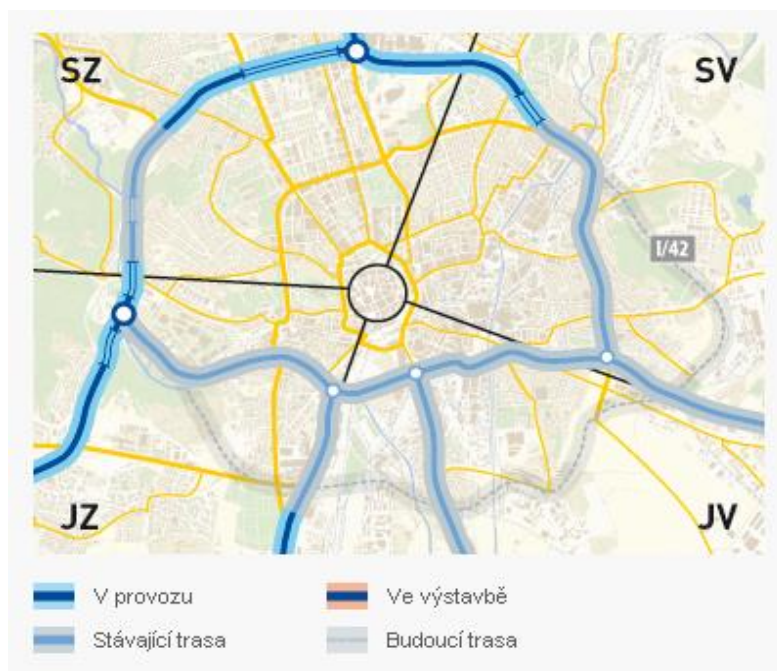 SZ
SV
I/42
JZ
JV
V provozu
Ve výstavbě
Stávající trasa
Budoucí trasa